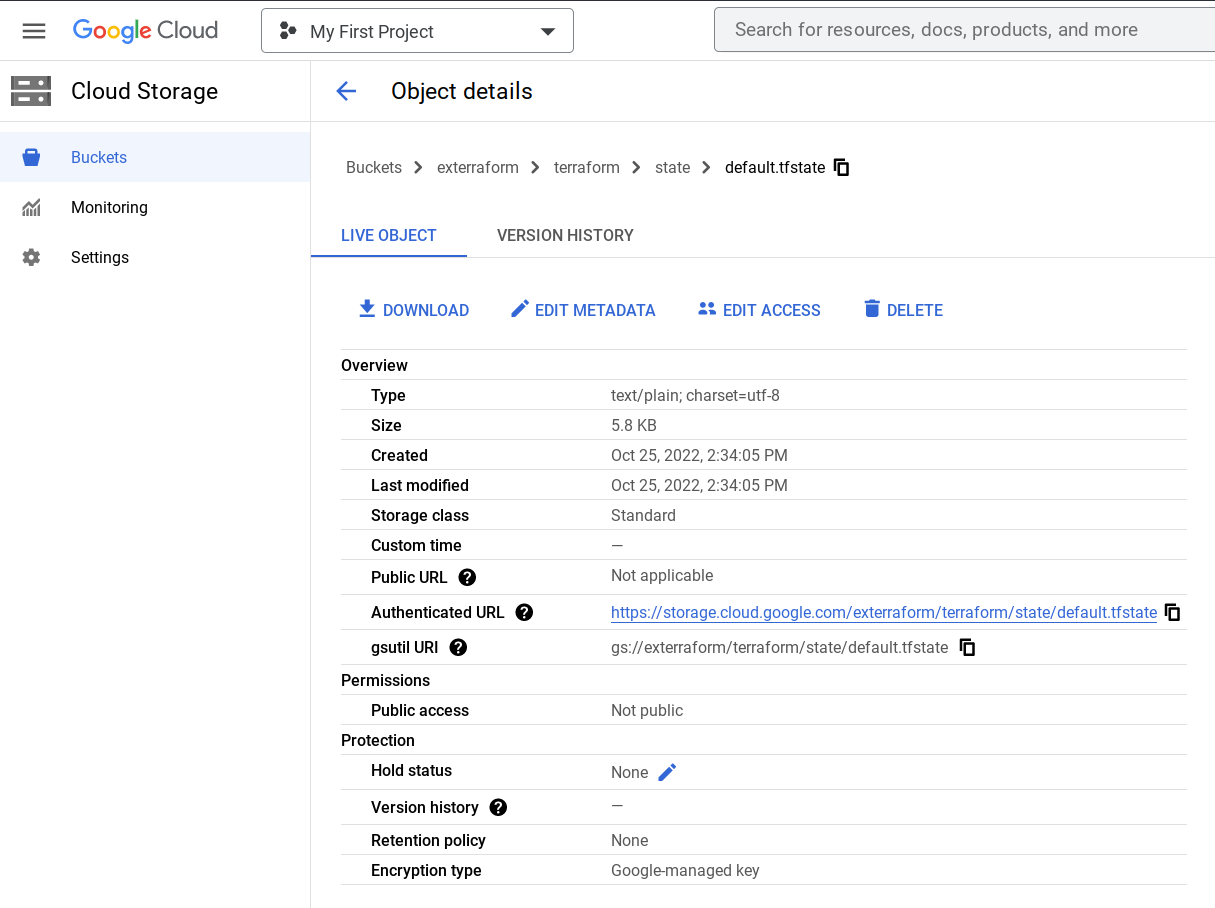 Google Cloud
My First Project
Search for resources, docs, products, and more
Cloud Storage
Object details
Buckets
Monitoring
Settings
Buckets exterraform terraform state default.tfstate
LIVE OBJECT VERSION HISTORY
DOWNLOAD EDIT METADATA EDIT ACCESS DELETE
Overview
Type text/plain; charset=utf-8
Size 5.8 KB
Created Oct 25, 2022, 2:34:05 PM
Last modified Oct 25, 2022, 2:34:05 PM
Storage class Standard
Custom time —
Public URL ? Not applicable
Authenticated URL ? https://storage.cloud.google.com/exterraform/terraform/state/default.tfstate
gsutil URI ? gs://exterraform/terraform/state/default.tfstate
Permissions
Public access Not public
Protection
Hold status None
Version history ? —
Retention policy None
Encryption type Google-managed key